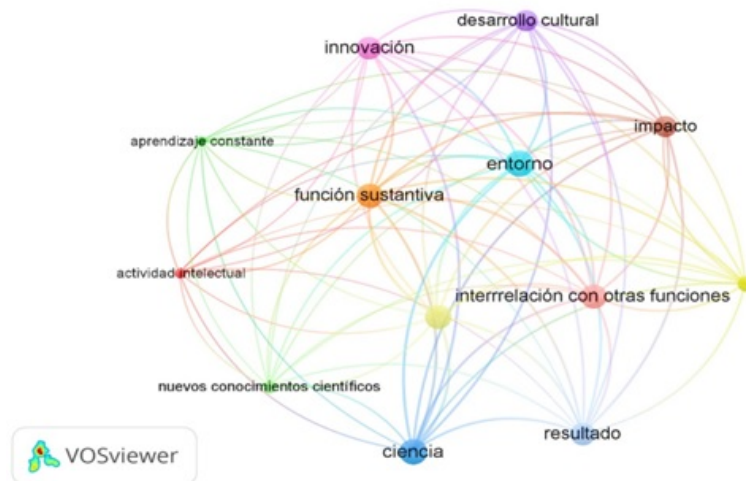 desarrollo cultural
innovación
impacto
aprendizaje constante
entorno
función sustantiva
actividad intelectual
interrrelación con otras funciones
nuevos conocimientos científicos
resultado
ciencia
VOSviewer